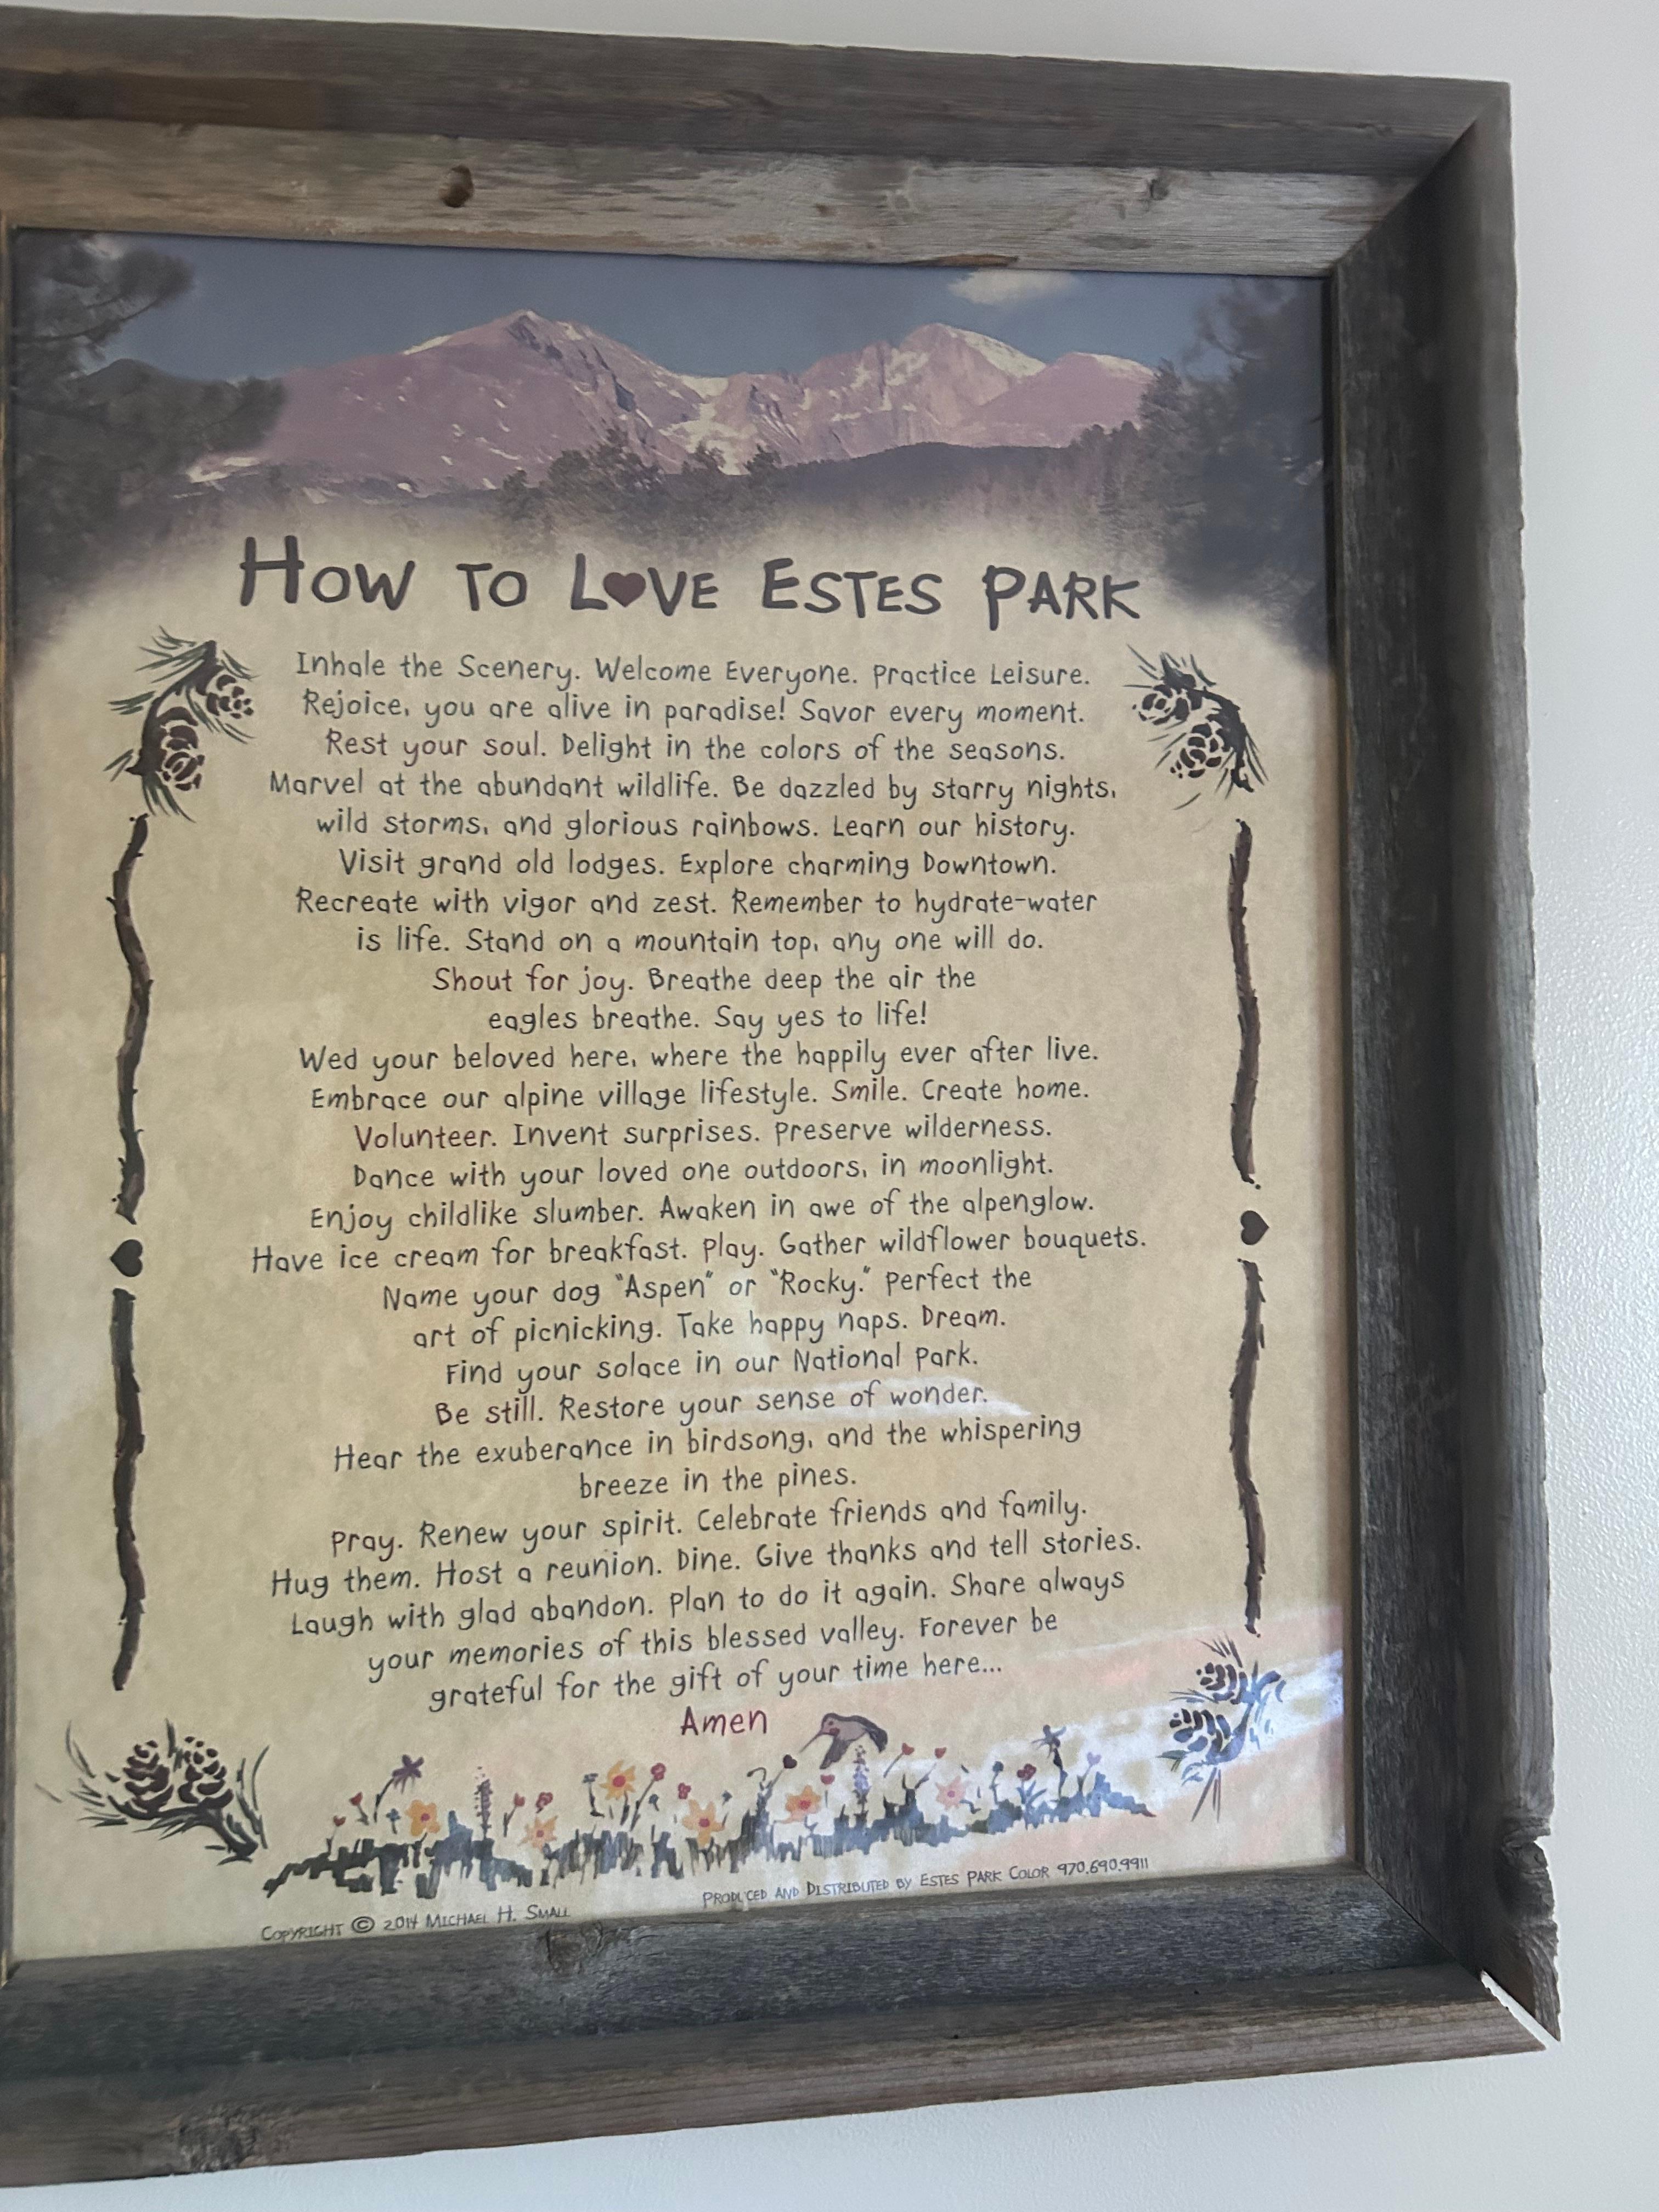 How to L♥ve Estes Park
Inhale the Scenery. Welcome Everyone. Practice Leisure.
Rejoice, you are alive in paradise! Savor every moment.
Rest your soul. Delight in the colors of the seasons.
Marvel at the abundant wildlife. Be dazzled by starry nights,
wild storms, and glorious rainbows. Learn our history.
Visit grand old lodges. Explore charming Downtown.
Recreate with vigor and zest. Remember to hydrate-water
is life. Stand on a mountain top, any one will do.
Shout for joy. Breathe deep the air the
eagles breathe. Say yes to life!
Wed your beloved here, where the happily ever after live.
Embrace our alpine village lifestyle. Smile. Create home.
Volunteer. Invent surprises. Preserve wilderness.
Dance with your loved one outdoors, in moonlight.
Enjoy childlike slumber. Awaken in awe of the alpenglow.
Have ice cream for breakfast. Play. Gather wildflower bouquets.
Name your dog "Aspen" or "Rocky." Perfect the
art of picnicking. Take happy naps. Dream.
Find your solace in our National Park.
Be still. Restore your sense of wonder.
Hear the exuberance in birdsong, and the whispering
breeze in the pines.
Pray. Renew your spirit. Celebrate friends and family.
Hug them. Host a reunion. Dine. Give thanks and tell stories.
Laugh with glad abandon. Plan to do it again. Share always
your memories of this blessed valley. Forever be
grateful for the gift of your time here...
Amen
Copyright © 2014 Michael H. Small
Produced and Distributed by Estes Park Color 970.690.9911